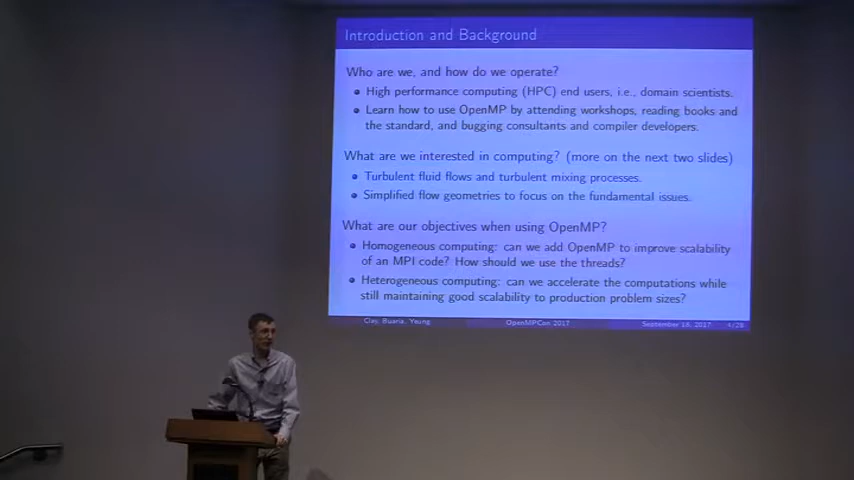 Introduction and Background
Who are we, and how do we operate?
High performance computing (HPC) end users, i.e., domain scientists.
Learn how to use OpenMP by attending workshops, reading books and
the standard, and bugging consultants and compiler developers.
What are we interested in computing? (more on the next two slides)
Turbulent fluid flows and turbulent mixing processes.
Simplified flow geometries to focus on the fundamental issues.
What are our objectives when using OpenMP?
Homogeneous computing: can we add OpenMP to improve scalability
of an MPI code? How should we use the threads?
Heterogeneous computing: can we accelerate the computations while
still maintaining good scalability to production problem sizes?
Clay, Buaria, Yeung OpenMPCon 2017 September 18, 2017 4/28